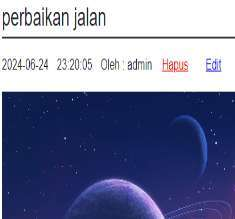 perbaikan jalan
2024-06-24 23:20:05 Oleh : admin Hapus Edit